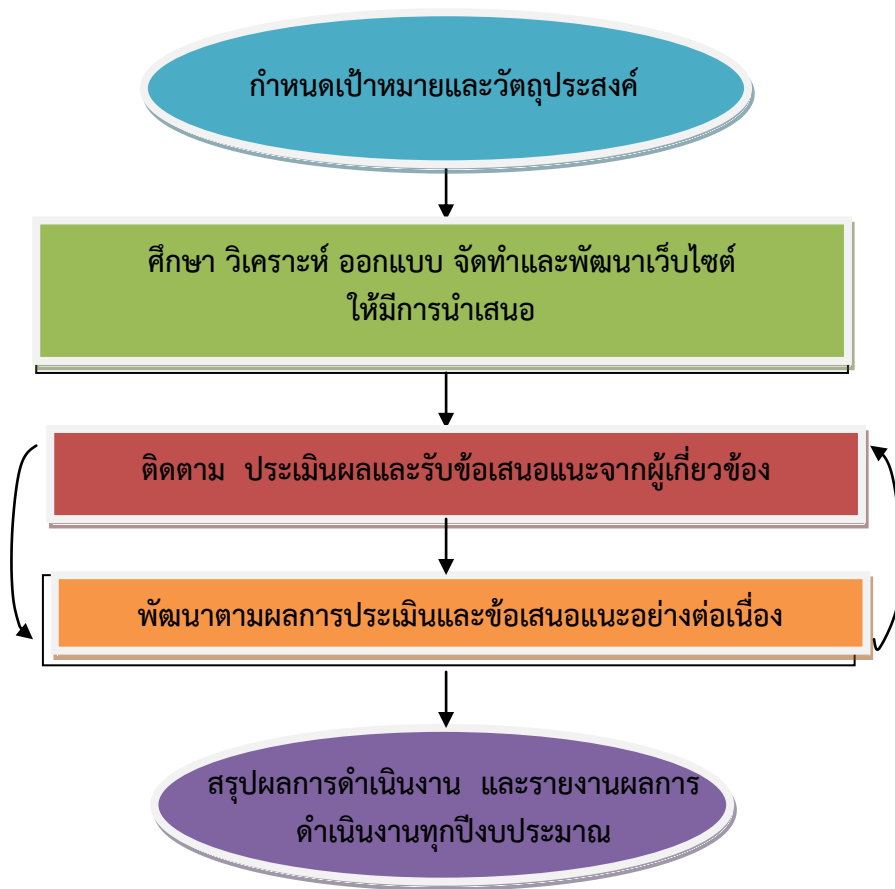 กำหนดเป้าหมายและวัตถุประสงค์
ศึกษา วิเคราะห์ ออกแบบ จัดทำและพัฒนาเว็บไซต์
ให้มีการนำเสนอ
ติดตาม ประเมินผลและรับข้อเสนอแนะจากผู้เกี่ยวข้อง
พัฒนาตามผลการประเมินและข้อเสนอแนะอย่างต่อเนื่อง
สรุปผลการดำเนินงาน และรายงานผลการ
ดำเนินงานทุกปีงบประมาณ